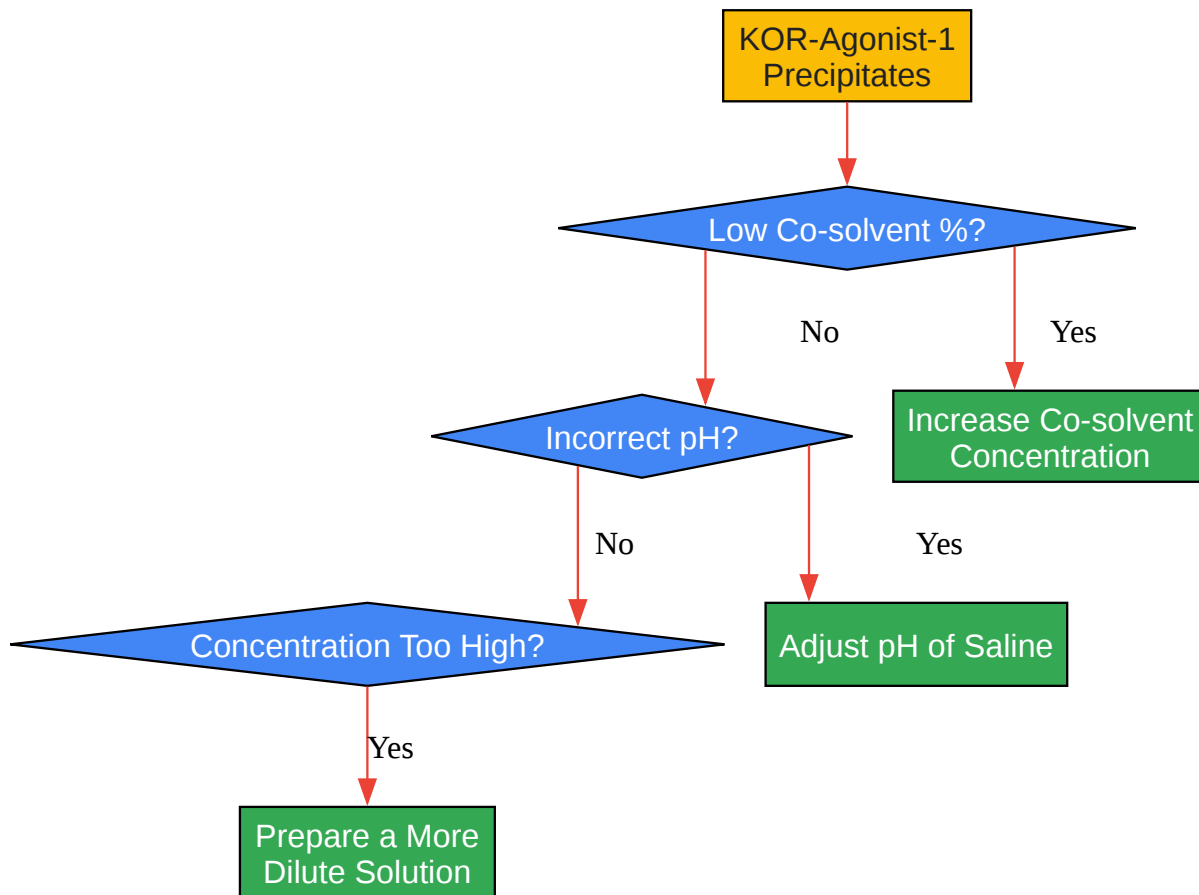 KOR-Agonist-1
Precipitates
Low Co-solvent %?
No
Yes
Increase Co-solvent
Concentration
Incorrect pH?
No
Yes
Concentration Too High?
Adjust pH of Saline
Yes
Prepare a More
Dilute Solution